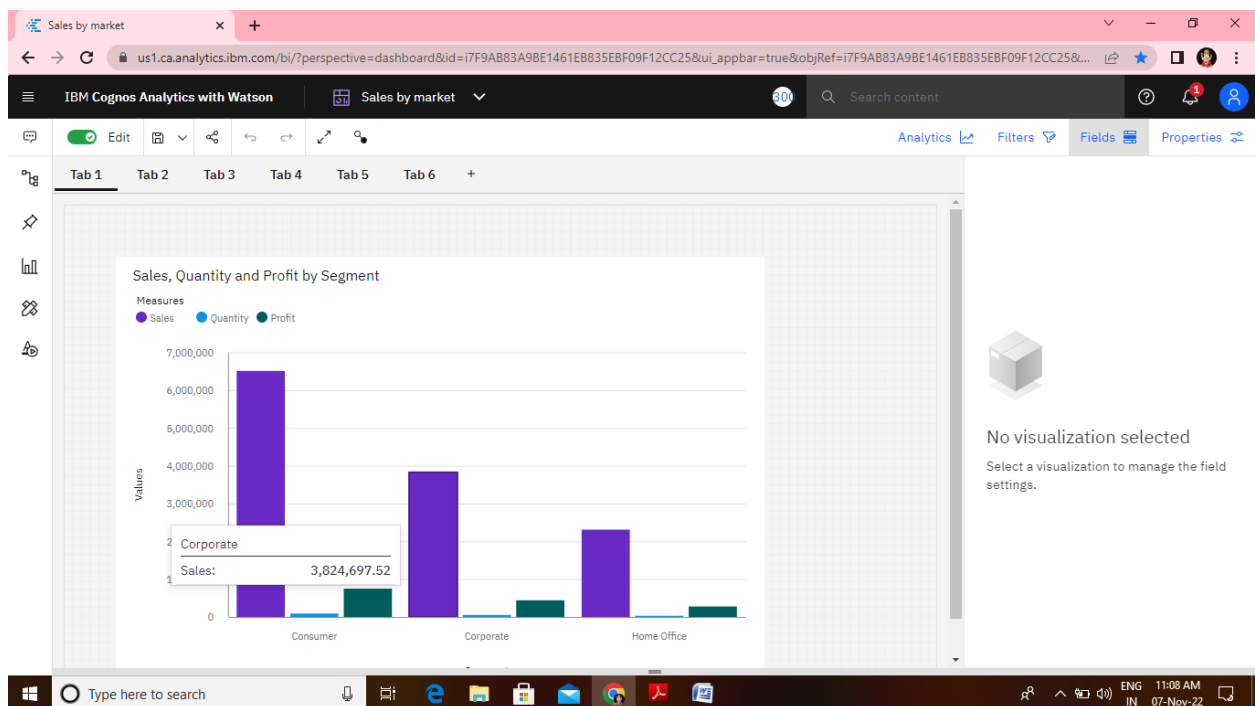 Sales by market
us1.ca.analytics.ibm.com/bi/?perspective=dashboard&id=i7F9AB83A9BE1461EB835EBF09F12CC25&ui_appbar=true&objRef=i7F9AB83A9BE1461EB835EBF09F12CC25&...
IBM Cognos Analytics with Watson Sales by market 300 Search content 1
Edit Analytics Filters Fields Properties
Tab 1 Tab 2 Tab 3 Tab 4 Tab 5 Tab 6 +
Sales, Quantity and Profit by Segment
Measures
Sales Quantity Profit
7,000,000
6,000,000
5,000,000
4,000,000
3,000,000
Values
Corporate
Sales: 3,824,697.52
0
Consumer Corporate Home Office
No visualization selected
Select a visualization to manage the field
settings.
Type here to search
ENG 11:08 AM
IN 07-Nov-22